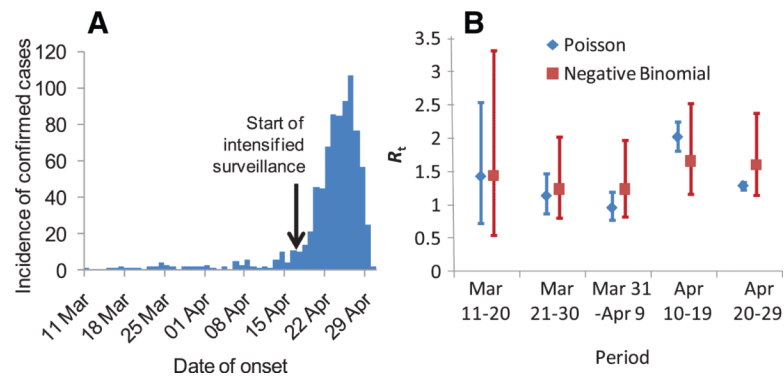 A
Incidence of confirmed cases
120
100
80
60
40
20
0
Start of
intensified
surveillance
11 Mar
18 Mar
25 Mar
01 Apr
08 Apr
15 Apr
22 Apr
29 Apr
Date of onset
B
Rt
3.5
3
2.5
2
1.5
1
0.5
0
Poisson
Negative Binomial
Mar
11-20
Mar
21-30
Mar 31
-Apr 9
Apr
10-19
Apr
20-29
Period